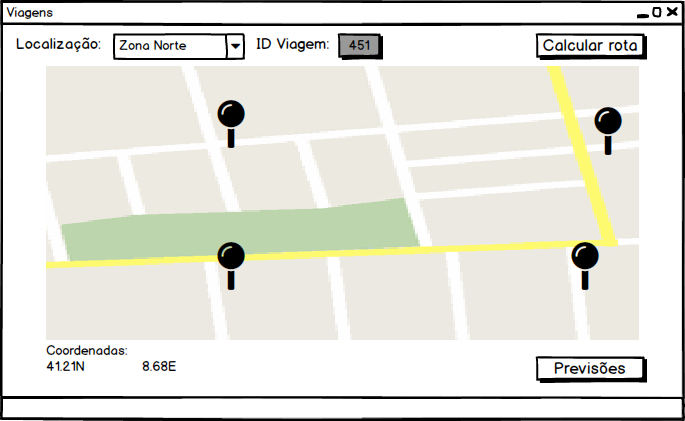 Viagens
Localização: Zona Norte ID Viagem: 451 Calcular rota
Coordenadas:
41.21N 8.68E
Previsões